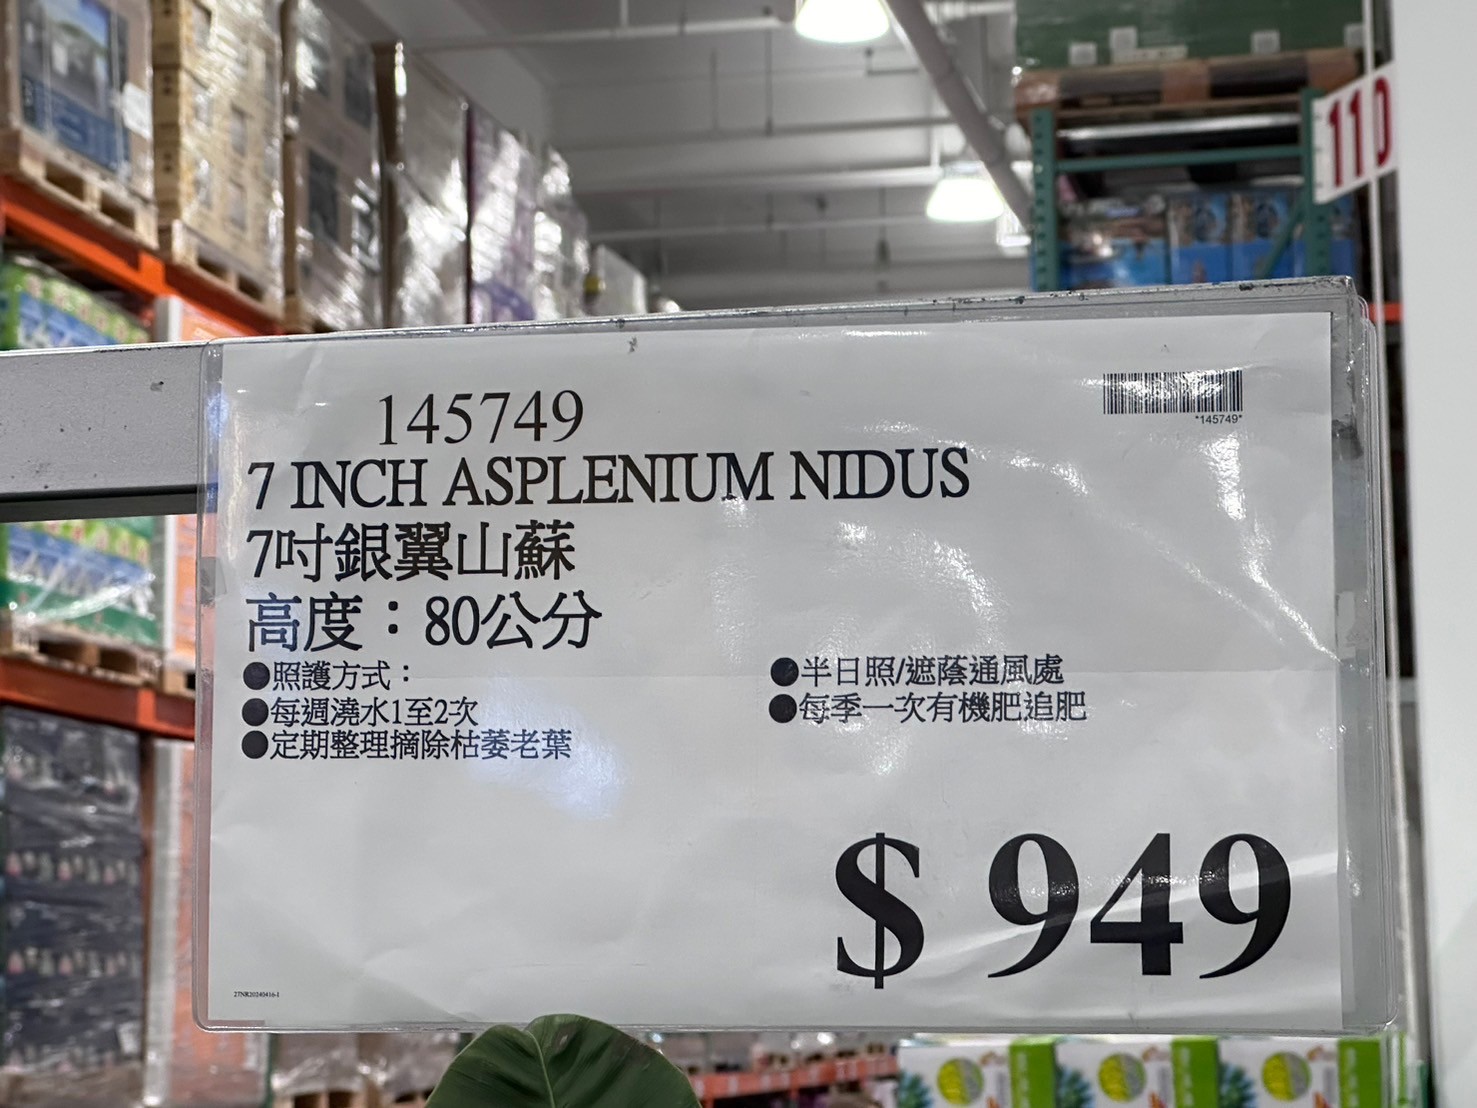 110
145749
*145749*
7 INCH ASPLENIUM NIDUS
7吋銀翼山蘇
高度：80公分
●照護方式：
●每週澆水1至2次
●定期整理摘除枯萎老葉
●半日照/遮蔭通風處
●每季一次有機肥追肥
$ 949
27NR20240416-1